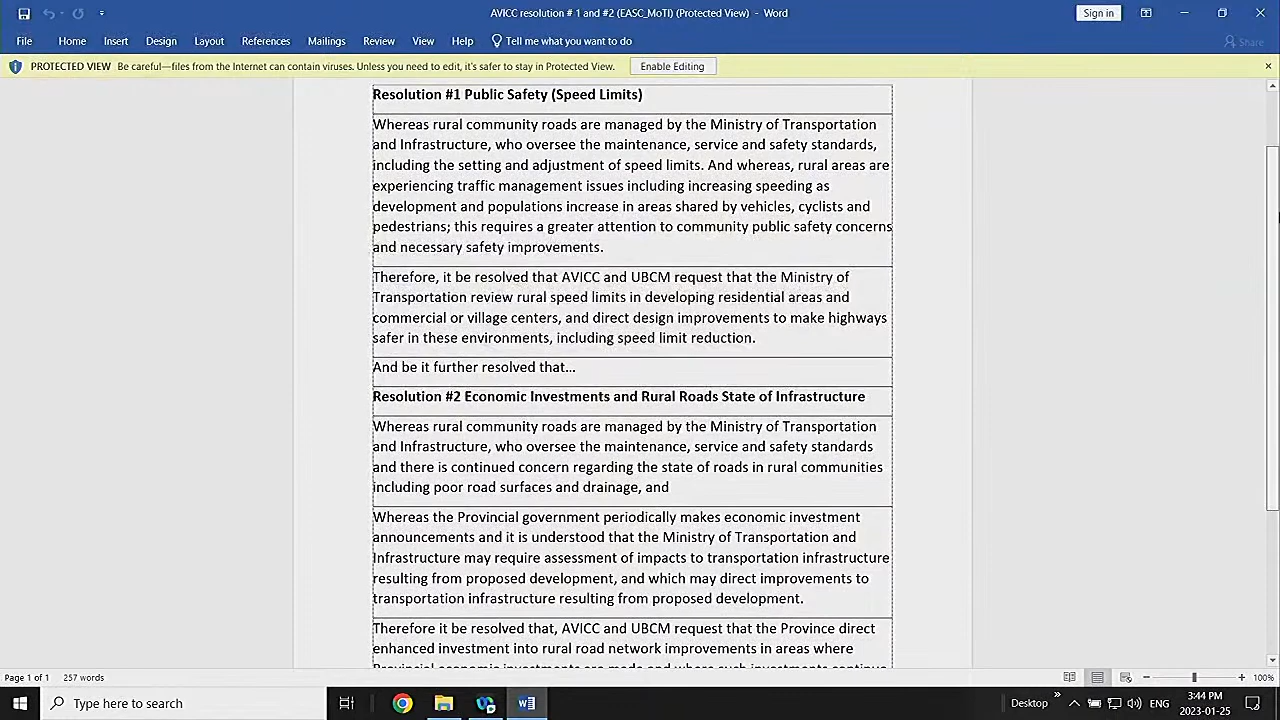 AVICC resolution # 1 and #2 (EASC_MoTI) (Protected View) - Word
Sign in
File Home Insert Design Layout References Mailings Review View Help Tell me what you want to do Share
PROTECTED VIEW Be careful—files from the Internet can contain viruses. Unless you need to edit, it's safer to stay in Protected View. Enable Editing
Resolution #1 Public Safety (Speed Limits)
Whereas rural community roads are managed by the Ministry of Transportation
and Infrastructure, who oversee the maintenance, service and safety standards,
including the setting and adjustment of speed limits. And whereas, rural areas are
experiencing traffic management issues including increasing speeding as
development and populations increase in areas shared by vehicles, cyclists and
pedestrians; this requires a greater attention to community public safety concerns
and necessary safety improvements.
Therefore, it be resolved that AVICC and UBCM request that the Ministry of
Transportation review rural speed limits in developing residential areas and
commercial or village centers, and direct design improvements to make highways
safer in these environments, including speed limit reduction.
And be it further resolved that...
Resolution #2 Economic Investments and Rural Roads State of Infrastructure
Whereas rural community roads are managed by the Ministry of Transportation
and Infrastructure, who oversee the maintenance, service and safety standards
and there is continued concern regarding the state of roads in rural communities
including poor road surfaces and drainage, and
Whereas the Provincial government periodically makes economic investment
announcements and it is understood that the Ministry of Transportation and
Infrastructure may require assessment of impacts to transportation infrastructure
resulting from proposed development, and which may direct improvements to
transportation infrastructure resulting from proposed development.
Therefore it be resolved that, AVICC and UBCM request that the Province direct
enhanced investment into rural road network improvements in areas where
Provincial economic investments are made and where such investments continue
Page 1 of 1 257 words 100%
Type here to search Desktop ENG 3:44 PM
2023-01-25